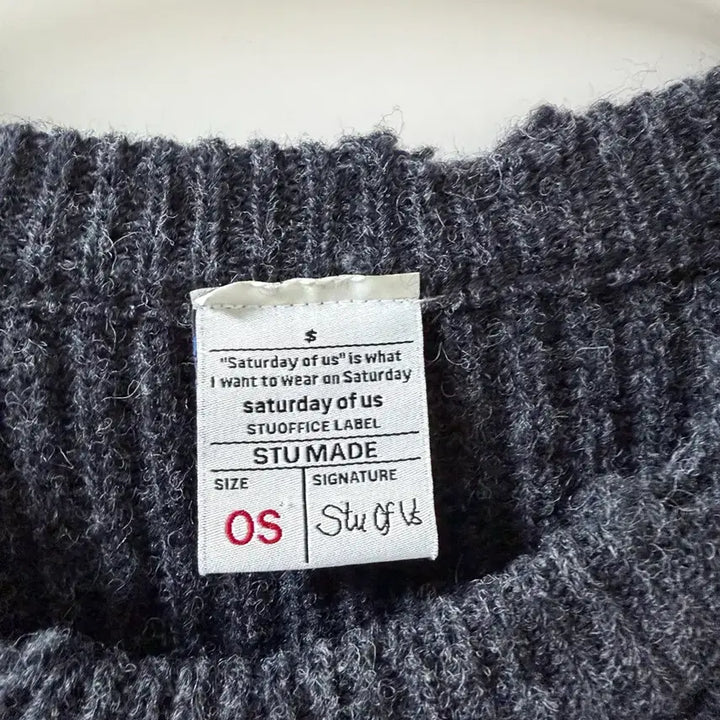 $
"Saturday of us" is what
I waht to wear on Saturday
saturday of us
STUOFFICE LABEL
STU MADE
SIZE
SIGNATURE
OS
Stu Of Us